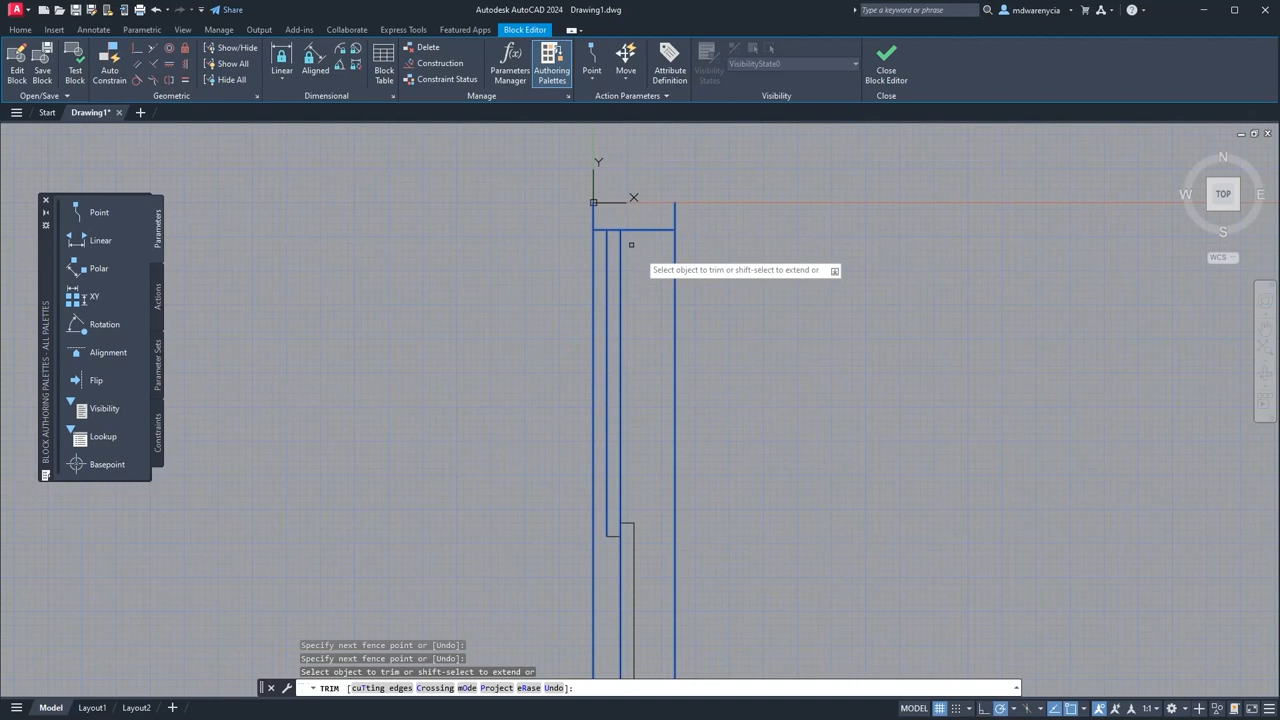 Share
Autodesk AutoCAD 2024 Drawing1.dwg
Type a keyword or phrase
mdwarenycia
Home Insert Annotate Parametric View Manage Output Add-ins Collaborate Express Tools Featured Apps Block Editor
Edit Block
Save Block
Test Block
Auto Constrain
Show/Hide
Show All
Hide All
Linear
Aligned
Block Table
Delete
Construction
Constraint Status
Parameters Manager
Authoring Palettes
Point
Move
Attribute Definition
Visibility States
VisibilityState0
Close Block Editor
Open/Save Geometric Dimensional Manage Action Parameters Visibility Close
Start Drawing1*
N
W TOP E
S
WCS
Y
X
Point
Linear
Polar
XY
Rotation
Alignment
Flip
Visibility
Lookup
Basepoint
Parameters
Actions
Parameter Sets
Constraints
BLOCK AUTHORING PALETTES - ALL PALETTES
Select object to trim or shift-select to extend or
Specify next fence point or [Undo]:
Specify next fence point or [Undo]:
Select object to trim or shift-select to extend or
TRIM [cuTting edges Crossing mOde Project eRase Undo]:
Model Layout1 Layout2
MODEL
1:1